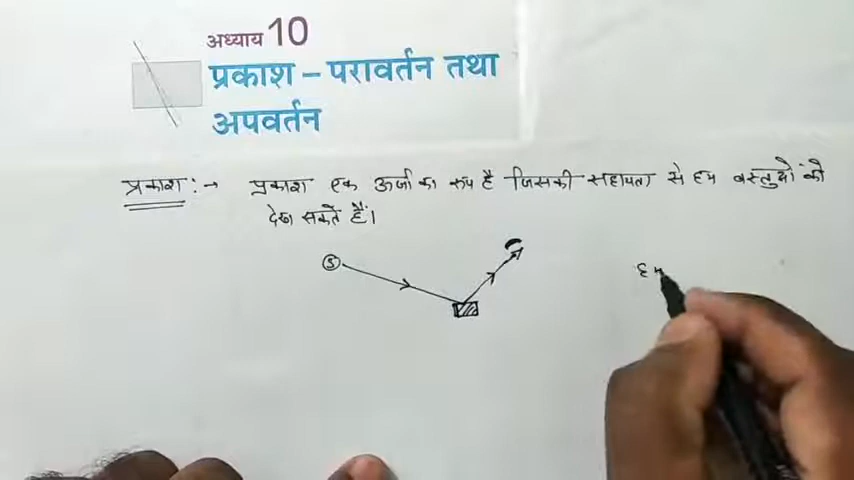 अध्याय 10
प्रकाश – परावर्तन तथा
अपवर्तन
प्रकाश :→ प्रकाश एक ऊर्जा का रूप है जिसकी सहायता से हम वस्तुओं को
देख सकते हैं।
S
हम